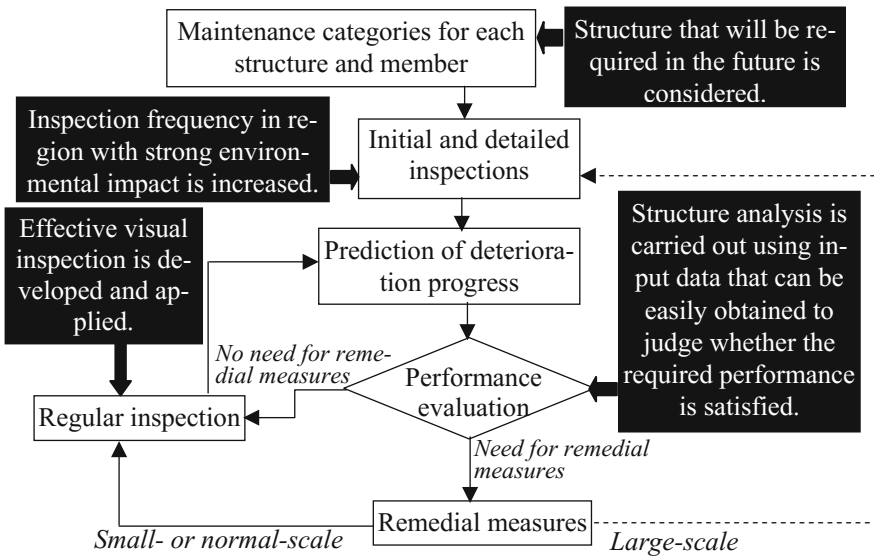 Maintenance categories for each
structure and member
Structure that will be re-
quired in the future is
considered.
Inspection frequency in re-
gion with strong environ-
mental impact is increased.
Initial and detailed
inspections
Effective visual
inspection is de-
veloped and ap-
plied.
Prediction of deteriora-
tion progress
Structure analysis is
carried out using in-
put data that can be
easily obtained to
judge whether the
required performance
is satisfied.
No need for reme-
dial measures
Performance
evaluation
Regular inspection
Need for remedial
measures
Remedial measures
Small- or normal-scale
Large-scale